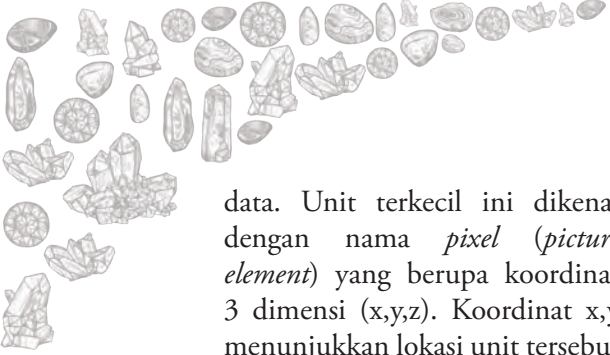 data. Unit terkecil ini dikena
dengan nama pixel (pictur
element) yang berupa koordina
3 dimensi (x,y,z). Koordinat x,y
menunjukkan lokasi unit tersebu